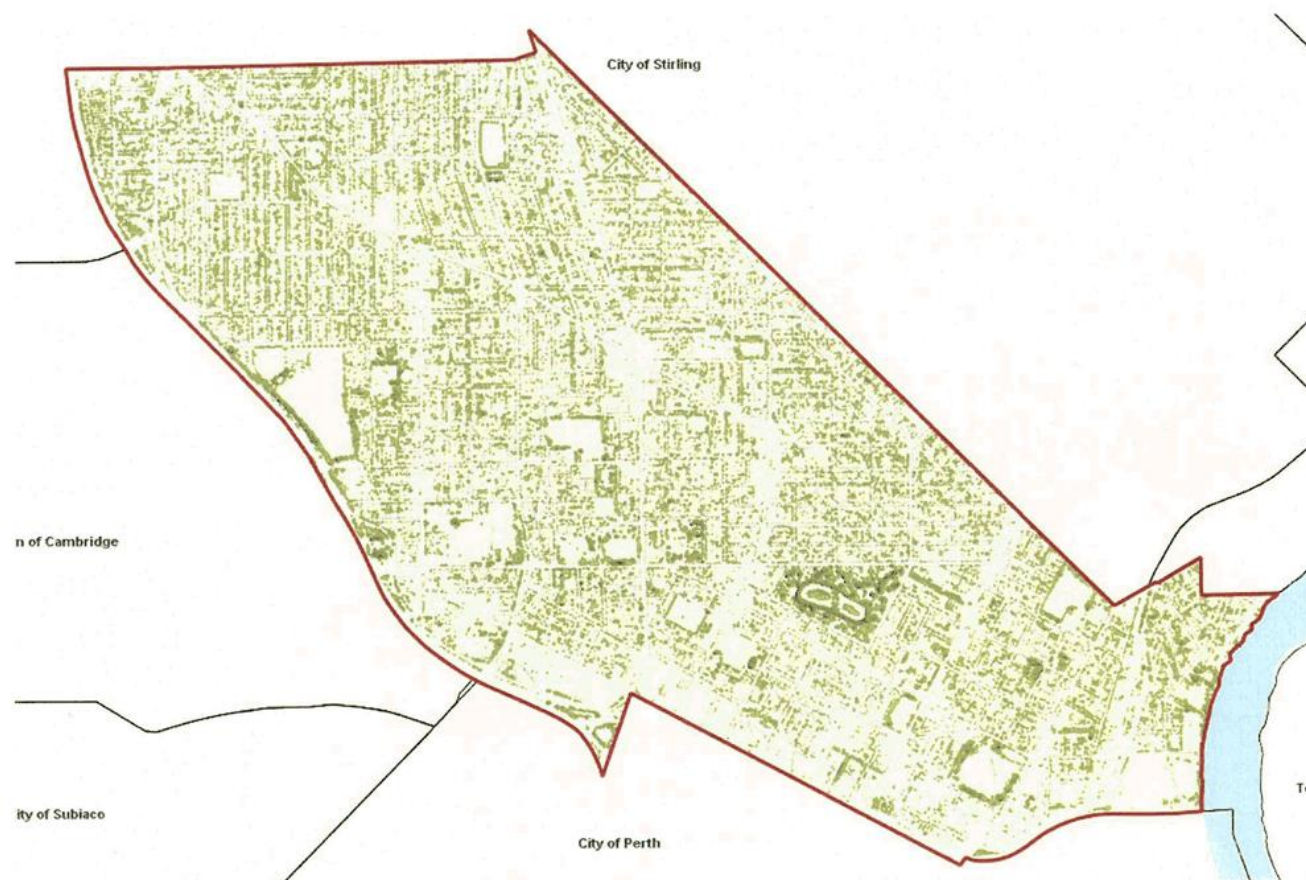 City of Stirling
n of Cambridge
ity of Subiaco
City of Perth
T